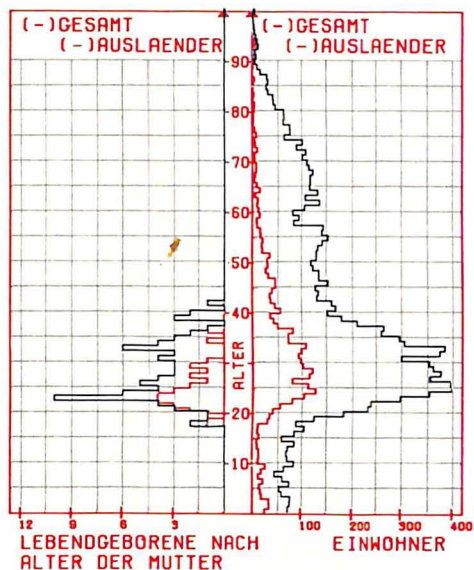 (-)GESAMT
(-)AUSLAENDER
(-)GESAMT
(-)AUSLAENDER
90
80
70
60
50
40
30
ALTER
20
10
12 9 6 3
100 200 300 400
LEBENDGEBORENE NACH
ALTER DER MUTTER
EINWOHNER